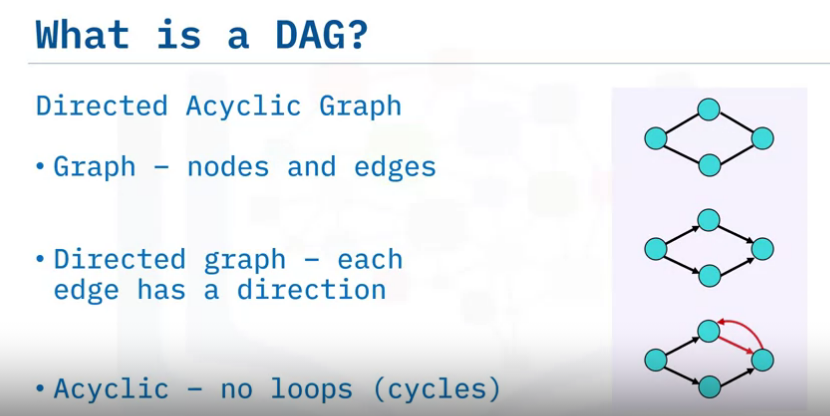 What is a DAG?
Directed Acyclic Graph
• Graph – nodes and edges
• Directed graph – each
edge has a direction
• Acyclic – no loops (cycles)